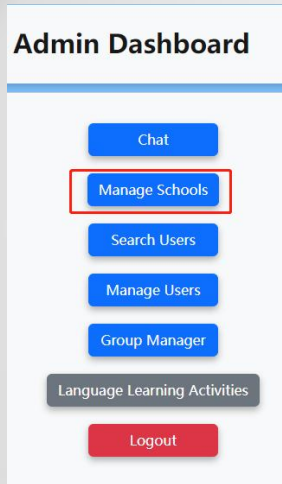 Admin Dashboard
Chat
Manage Schools
Search Users
Manage Users
Group Manager
Language Learning Activities
Logout